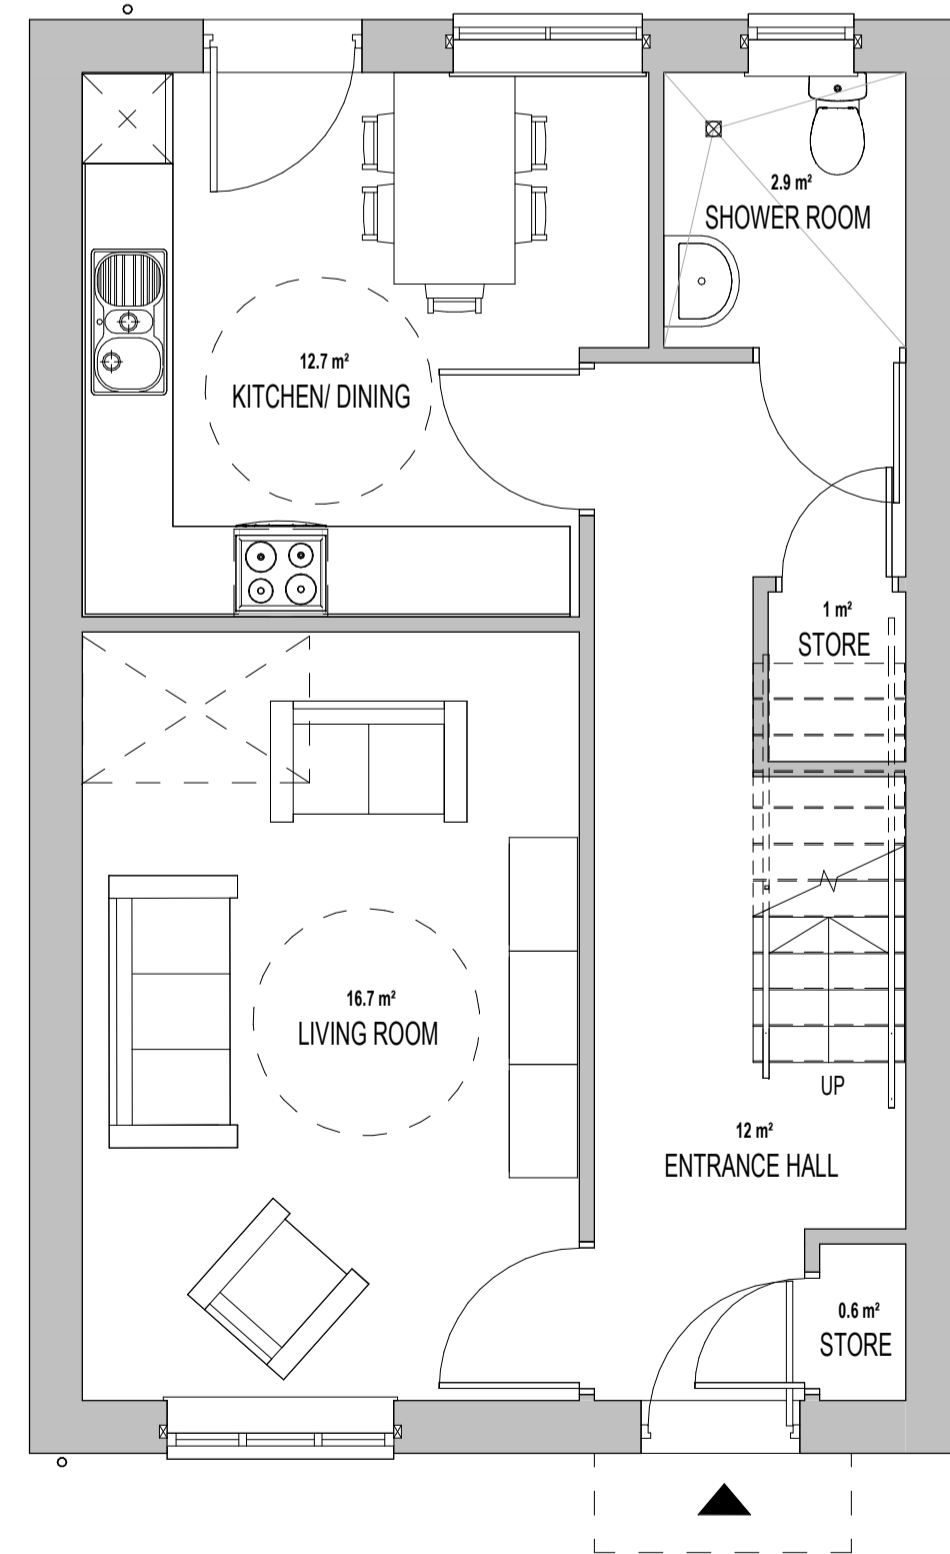 2.9 m²
SHOWER ROOM
12.7 m²
KITCHEN/ DINING
1 m²
STORE
16.7 m²
LIVING ROOM
UP
12 m²
ENTRANCE HALL
0.6 m²
STORE